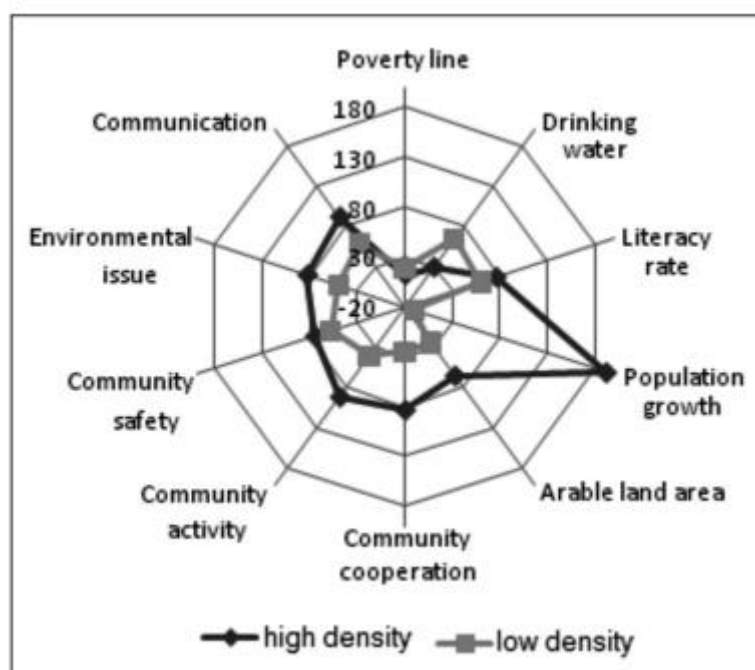 Poverty line
180
Communication
Drinking
water
130
80
Environmental
issue
Literacy
rate
30
-20
Community
safety
Population
growth
Community
activity
Arable land area
Community
cooperation
high density
low density